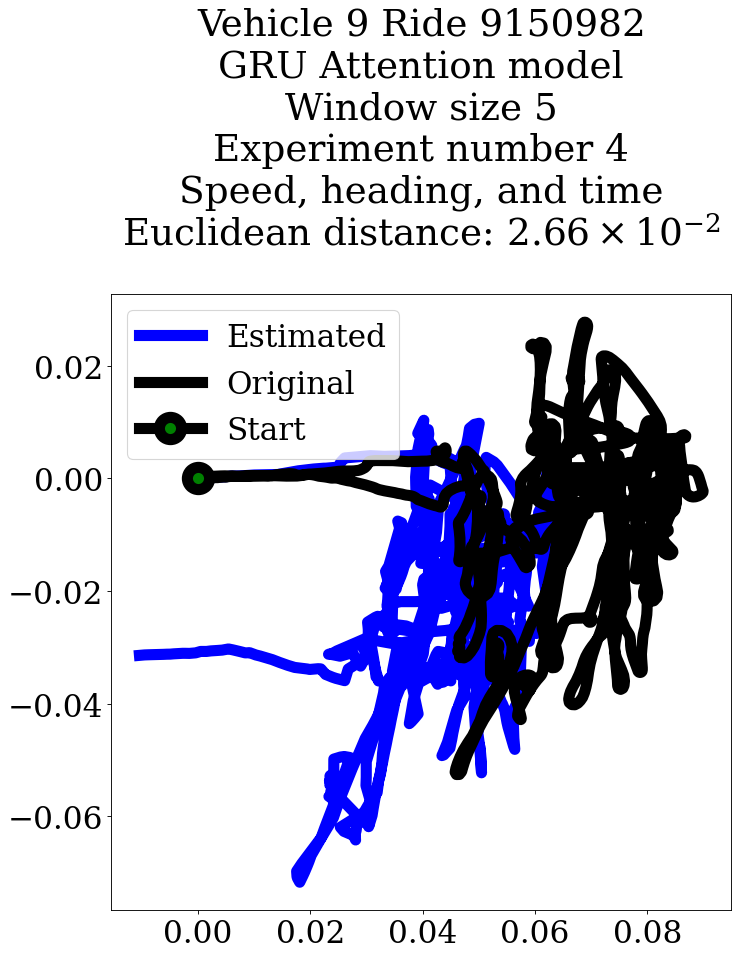 Vehicle 9 Ride 9150982
GRU Attention model
Window size 5
Experiment number 4
Speed, heading, and time
Euclidean distance: 2.66 × 10⁻²
Estimated
Original
Start
0.02
0.00
−0.02
−0.04
−0.06
0.00 0.02 0.04 0.06 0.08